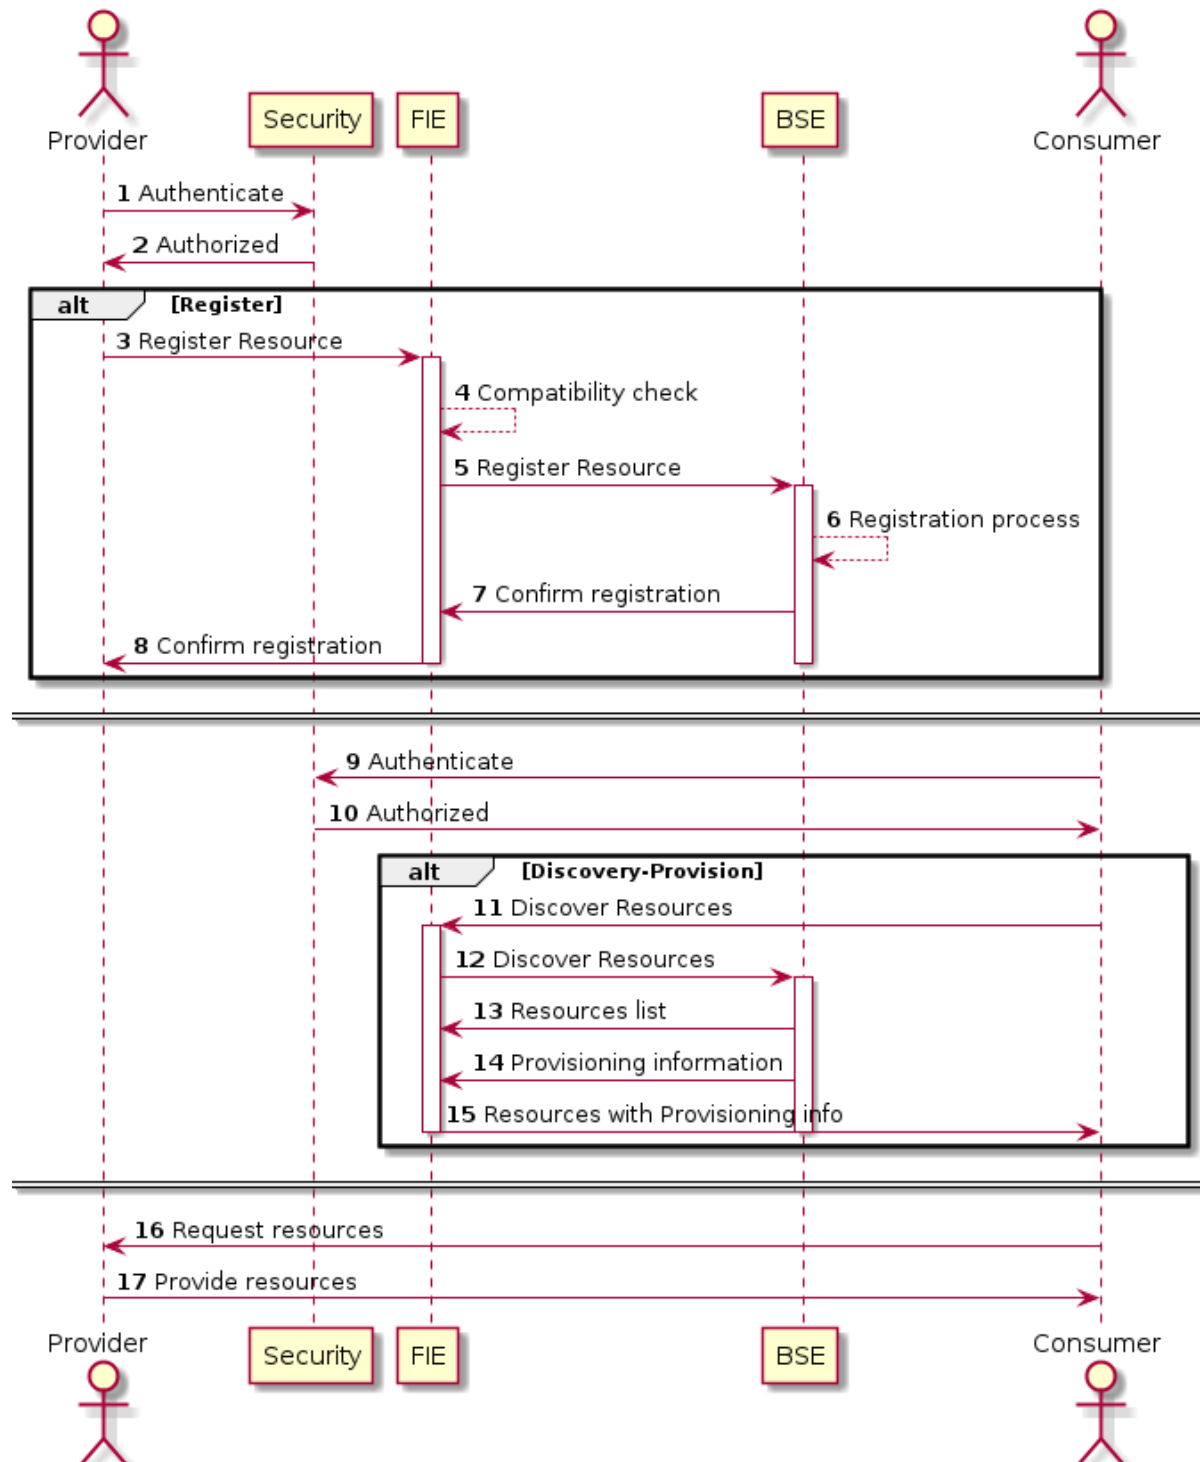 Provider
Security
FIE
BSE
Consumer
1 Authenticate
2 Authorized
alt [Register]
3 Register Resource
4 Compatibility check
5 Register Resource
6 Registration process
7 Confirm registration
8 Confirm registration
9 Authenticate
10 Authorized
alt [Discovery-Provision]
11 Discover Resources
12 Discover Resources
13 Resources list
14 Provisioning information
15 Resources with Provisioning info
16 Request resources
17 Provide resources
Provider
Security
FIE
BSE
Consumer